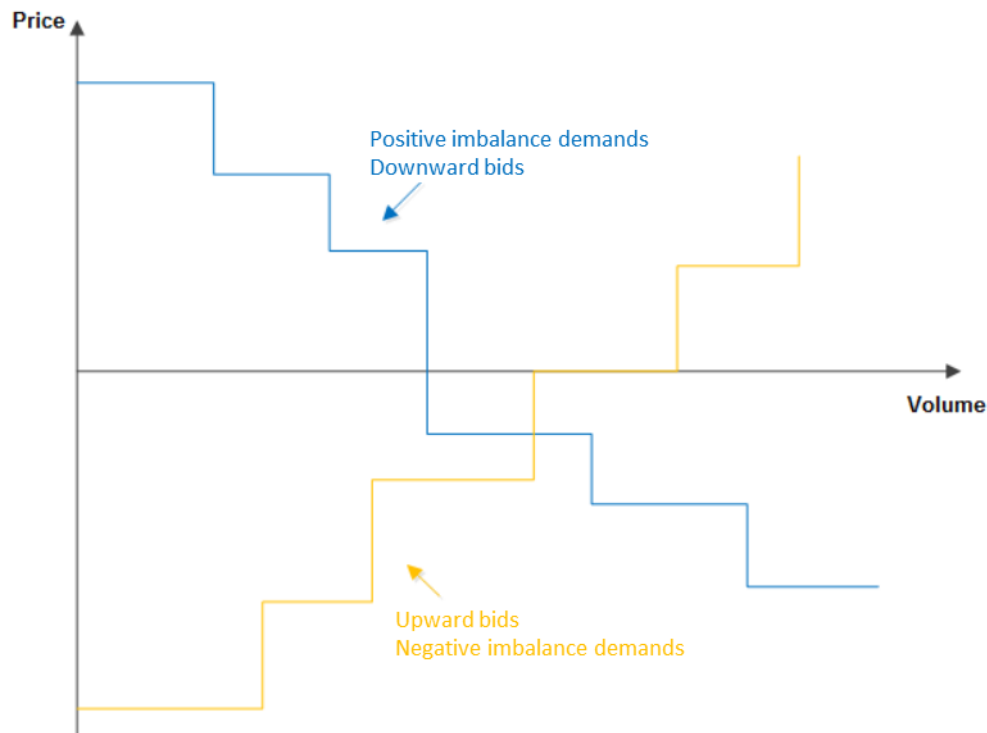 Price
Positive imbalance demands
Downward bids
Volume
Upward bids
Negative imbalance demands